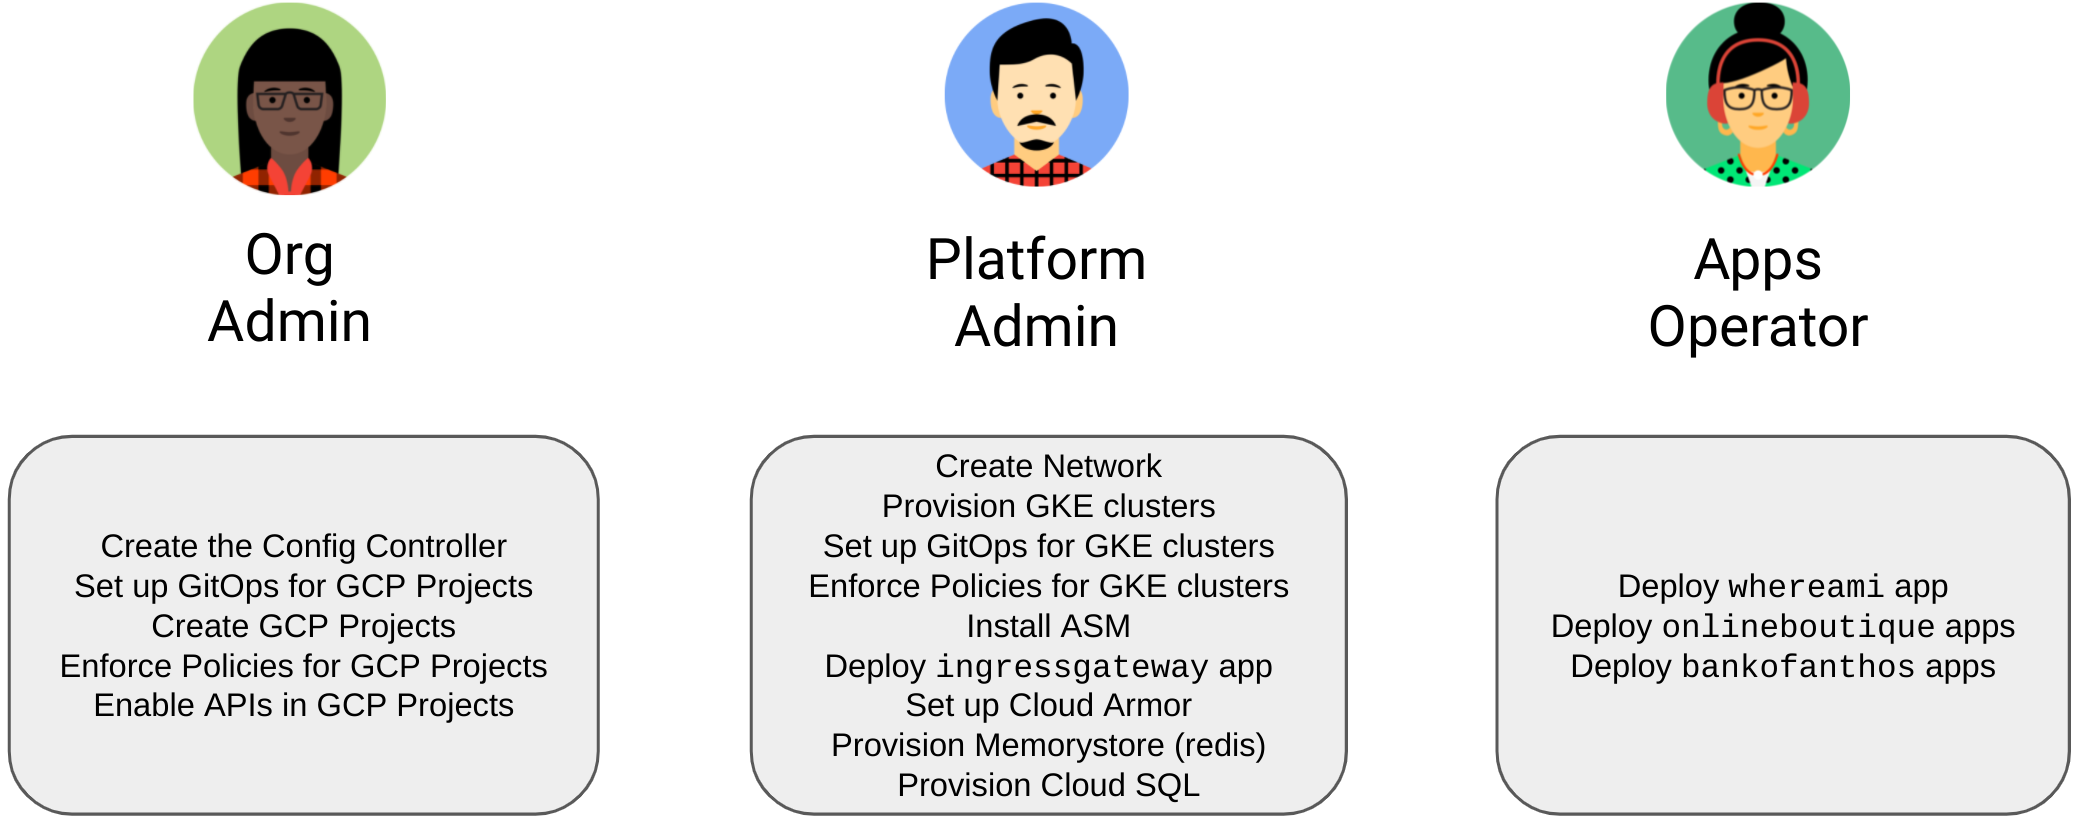 Org
Admin
Platform
Admin
Apps
Operator
Create the Config Controller
Set up GitOps for GCP Projects
Create GCP Projects
Enforce Policies for GCP Projects
Enable APIs in GCP Projects
Create Network
Provision GKE clusters
Set up GitOps for GKE clusters
Enforce Policies for GKE clusters
Install ASM
Deploy ingressgateway app
Set up Cloud Armor
Provision Memorystore (redis)
Provision Cloud SQL
Deploy whereami app
Deploy onlineboutique apps
Deploy bankofanthos apps